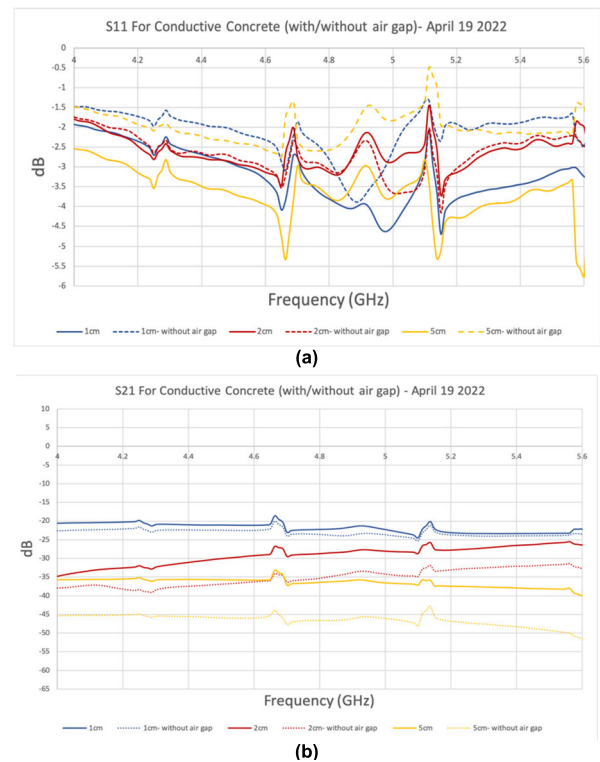 S11 For Conductive Concrete (with/without air gap)- April 19 2022
0
4 4.2 4.4 4.6 4.8 5 5.2 5.4 5.6
-0.5
-1
-1.5
-2
-2.5
-3
-3.5
-4
-4.5
-5
-5.5
-6
dB
Frequency (GHz)
1cm 1cm- without air gap 2cm 2cm- without air gap 5cm 5cm- without air gap
(a)
S21 For Conductive Concrete (with/without air gap) - April 19 2022
10
5
0
4 4.2 4.4 4.6 4.8 5 5.2 5.4 5.6
-5
-10
-15
-20
-25
-30
-35
-40
-45
-50
-55
-60
-65
dB
Frequency (GHz)
1cm 1cm- without air gap 2cm 2cm- without air gap 5cm 5cm- without air gap
(b)